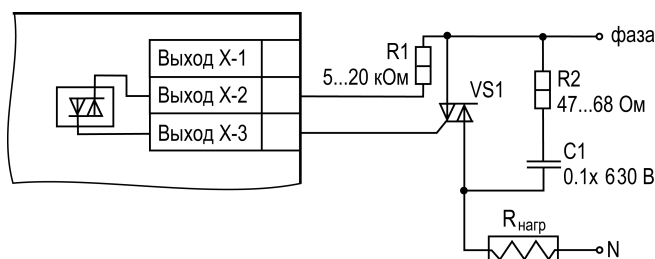 Выход X-1
Выход X-2
Выход X-3
R1
5...20 кОм
VS1
фаза
R2
47...68 Ом
C1
0.1x 630 В
Rнагр
N